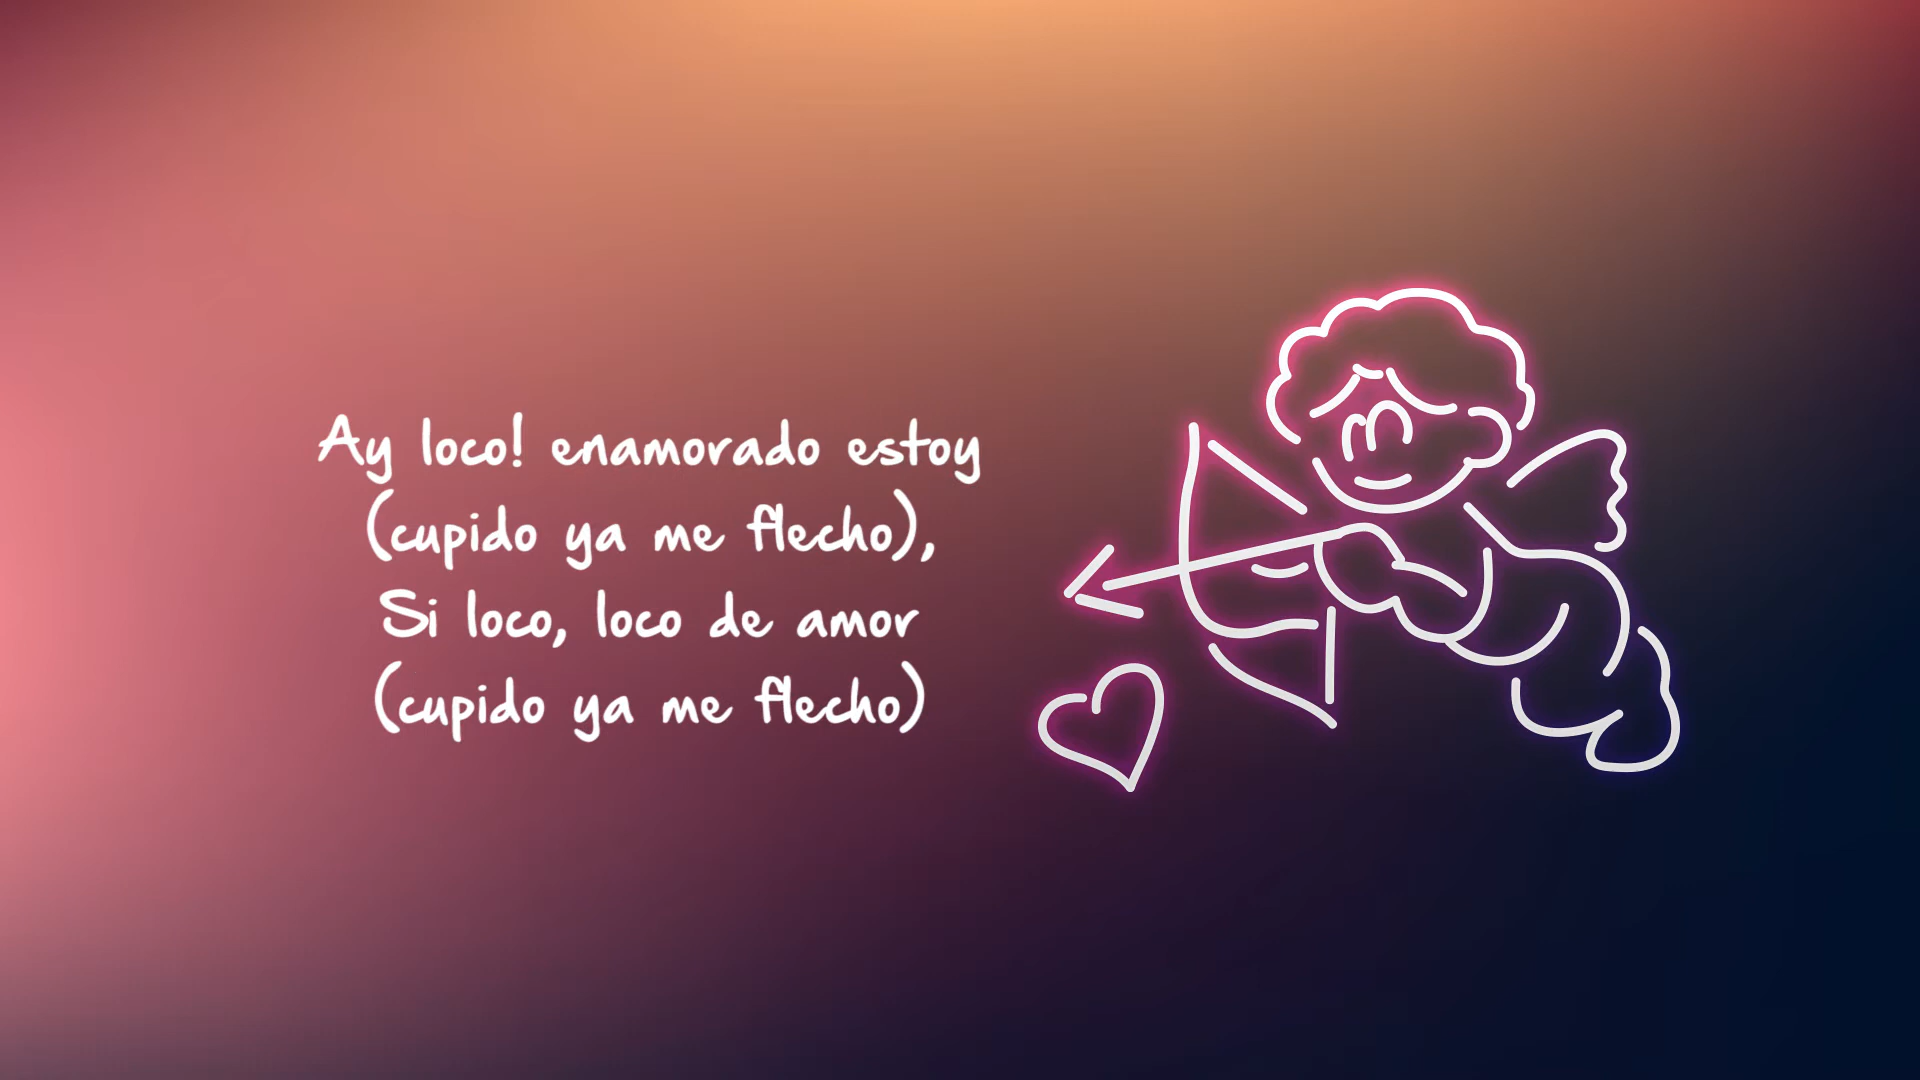 Ay loco! enamorado estoy
(cupido ya me flecho),
Si loco, loco de amor
(cupido ya me flecho)